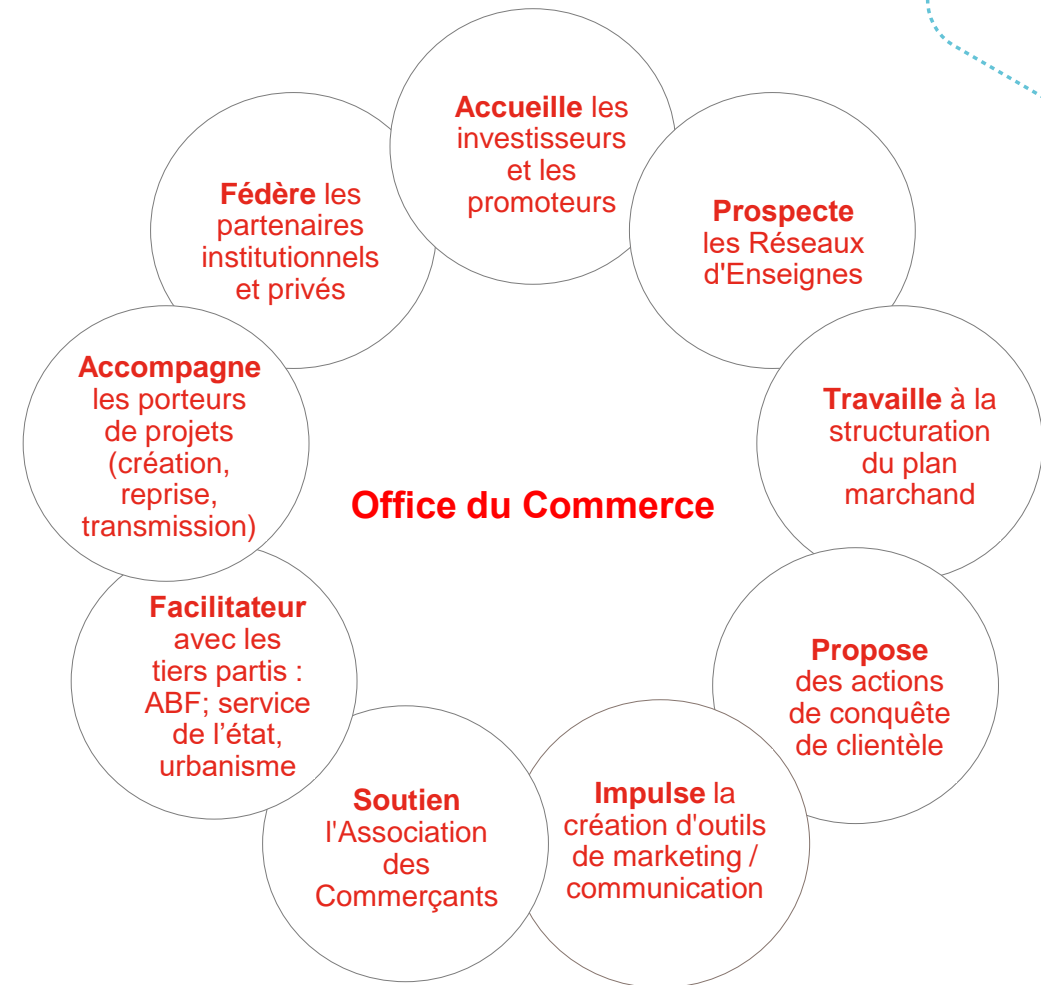 Accueille les
investisseurs
et les
promoteurs
Prospecte
les Réseaux
d'Enseignes
Travaille à la
structuration
du plan
marchand
Propose
des actions
de conquête
de clientèle
Impulse la
création d'outils
de marketing /
communication
Soutien
l'Association
des
Commerçants
Facilitateur
avec les
tiers partis :
ABF; service
de l’état,
urbanisme
Accompagne
les porteurs
de projets
(création,
reprise,
transmission)
Fédère les
partenaires
institutionnels
et privés
Office du Commerce